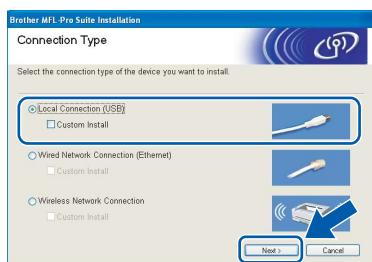 Brother MFL-Pro Suite Installation
Connection Type
Select the connection type of the device you want to install.
Local Connection (USB)
Custom Install
Wired Network Connection (Ethernet)
Custom Install
Wireless Network Connection
Custom Install
Next >
Cancel